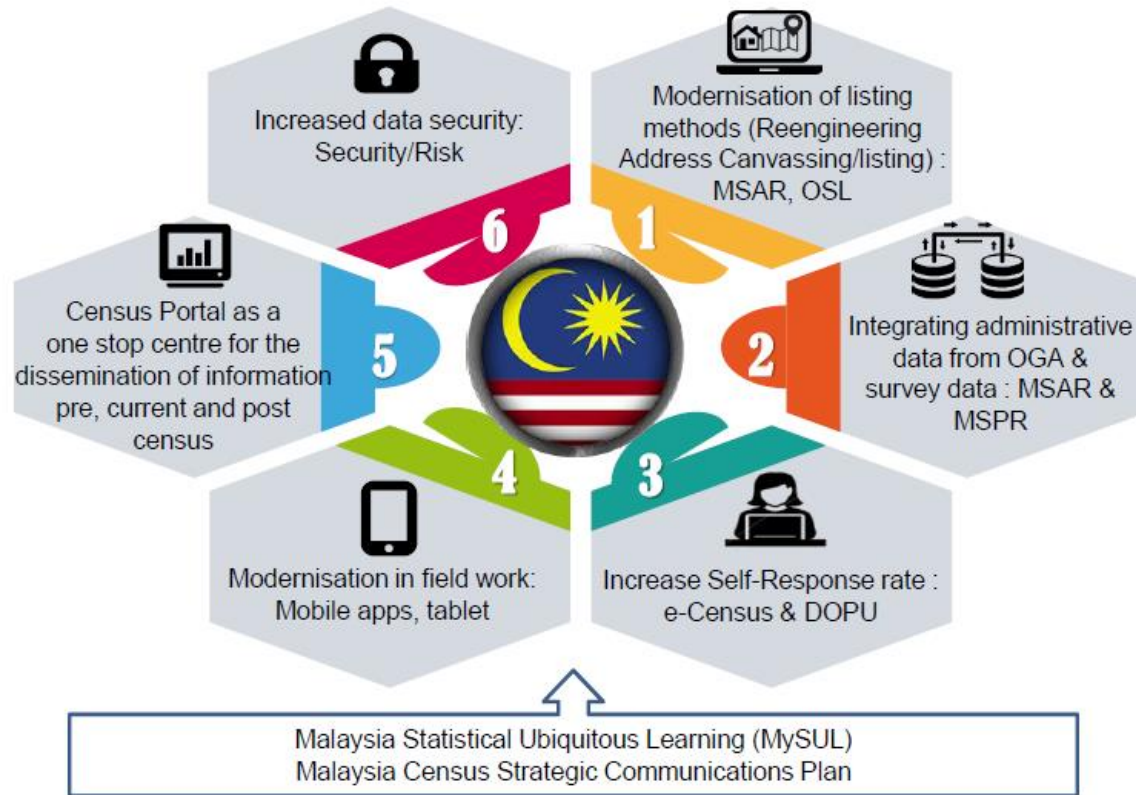 1
Modernisation of listing
methods (Reengineering
Address Canvassing/listing) :
MSAR, OSL
2
Integrating administrative
data from OGA &
survey data : MSAR &
MSPR
3
Increase Self-Response rate :
e-Census & DOPU
4
Modernisation in field work:
Mobile apps, tablet
5
Census Portal as a
one stop centre for the
dissemination of information
pre, current and post
census
6
Increased data security:
Security/Risk
Malaysia Statistical Ubiquitous Learning (MySUL)
Malaysia Census Strategic Communications Plan